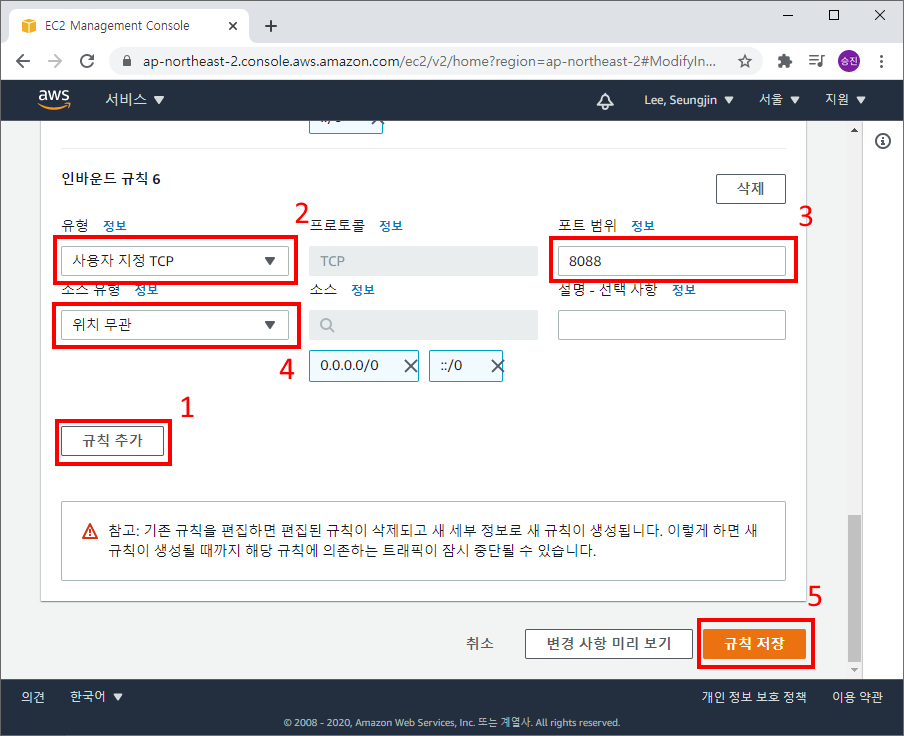 EC2 Management Console
ap-northeast-2.console.aws.amazon.com/ec2/v2/home?region=ap-northeast-2#ModifyIn...
승진
aws 서비스 Lee, Seungjin 서울 지원
인바운드 규칙 6
삭제
유형 정보 2 프로토콜 정보 포트 범위 정보 3
사용자 지정 TCP TCP 8088
소스 유형 정보 소스 정보 설명 - 선택 사항 정보
위치 무관
4 0.0.0.0/0 ::/0
1
규칙 추가
참고: 기존 규칙을 편집하면 편집된 규칙이 삭제되고 새 세부 정보로 새 규칙이 생성됩니다. 이렇게 하면 새
규칙이 생성될 때까지 해당 규칙에 의존하는 트래픽이 잠시 중단될 수 있습니다.
5
취소 변경 사항 미리 보기 규칙 저장
의견 한국어 개인 정보 보호 정책 이용 약관
© 2008 - 2020, Amazon Web Services, Inc. 또는 계열사. All rights reserved.